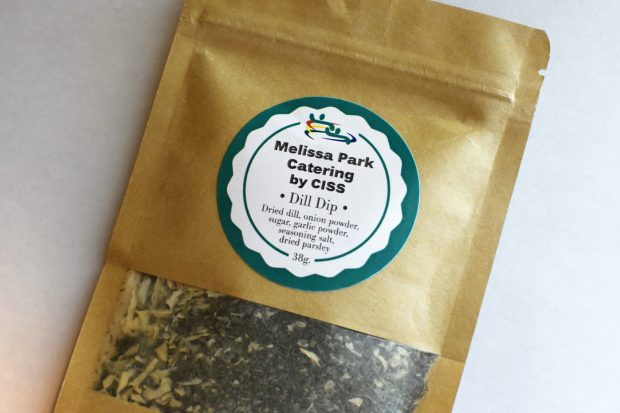 Melissa Park
Catering
by CISS
• Dill Dip •
Dried dill, onion powder,
sugar, garlic powder,
seasoning salt,
dried parsley
38g.